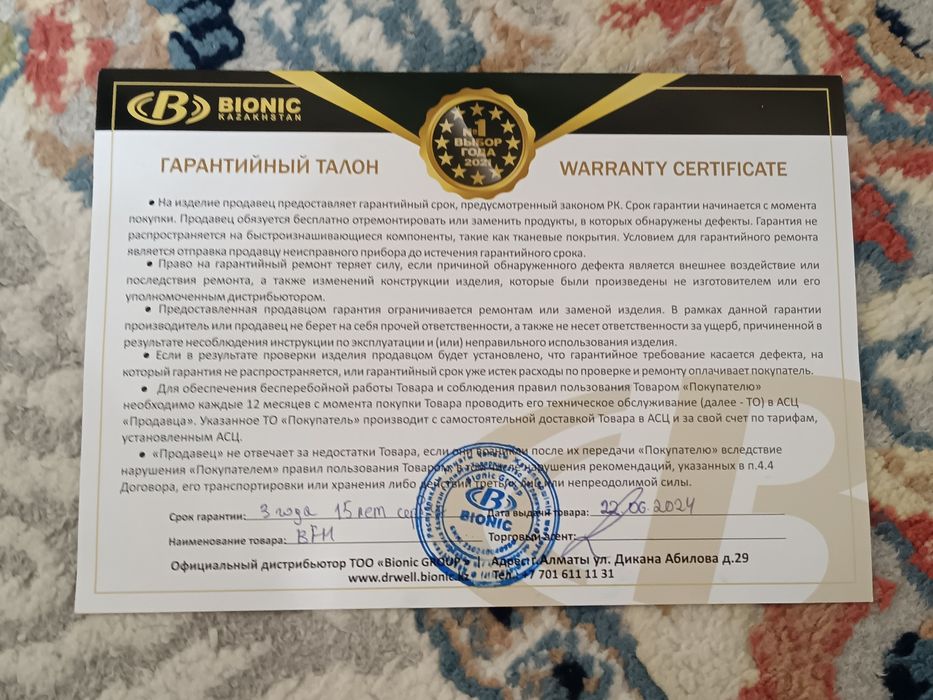 BIONIC
KAZAKHSTAN
№1
ВЫБОР
ГОДА
2021
ГАРАНТИЙНЫЙ ТАЛОН
WARRANTY CERTIFICATE
• На изделие продавец предоставляет гарантийный срок, предусмотренный законом РК. Срок гарантии начинается с момента
покупки. Продавец обязуется бесплатно отремонтировать или заменить продукты, в которых обнаружены дефекты. Гарантия не
распространяется на быстроизнашивающиеся компоненты, такие как тканевые покрытия. Условием для гарантийного ремонта
является отправка продавцу неисправного прибора до истечения гарантийного срока.
• Право на гарантийный ремонт теряет силу, если причиной обнаруженного дефекта является внешнее воздействие или
последствия ремонта, а также изменений конструкции изделия, которые были произведены не изготовителем или его
уполномоченным дистрибьютором.
• Предоставленная продавцом гарантия ограничивается ремонтам или заменой изделия. В рамках данной гарантии
производитель или продавец не берет на себя прочей ответственности, а также не несет ответственности за ущерб, причиненной в
результате несоблюдения инструкции по эксплуатации и (или) неправильного использования изделия.
• Если в результате проверки изделия продавцом будет установлено, что гарантийное требование касается дефекта, на
который гарантия не распространяется, или гарантийный срок уже истек расходы по проверке и ремонту оплачивает покупатель.
• Для обеспечения бесперебойной работы Товара и соблюдения правил пользования Товаром «Покупателю»
необходимо каждые 12 месяцев с момента покупки Товара проводить его техническое обслуживание (далее - ТО) в АСЦ
«Продавца». Указанное ТО «Покупатель» производит с самостоятельной доставкой Товара в АСЦ и за свой счет по тарифам,
установленным АСЦ.
• «Продавец» не отвечает за недостатки Товара, если они возникли после их передачи «Покупателю» вследствие
нарушения «Покупателем» правил пользования Товаром, нарушения рекомендаций, указанных в п.4.4
Договора, его транспортировки или хранения либо действий третьих лиц или непреодолимой силы.
Срок гарантии: 3 года 15 лет
Дата выдачи товара: 22.06.2024
Наименование товара:
Торговый агент:
Bionic Group
BIONIC
Официальный дистрибьютор ТОО «Bionic GROUP»
Адрес: г.Алматы ул. Дикана Абилова д.29
www.drwell.bionic.kz
Тел.: +7 701 611 11 31